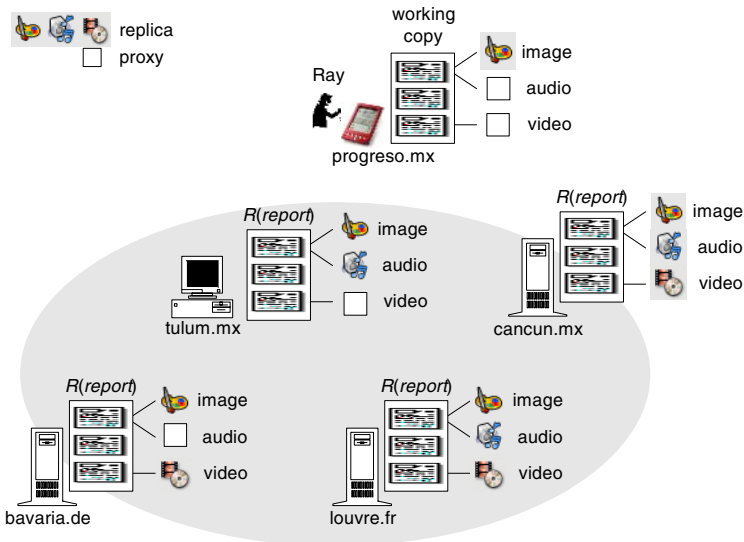 replica
proxy
working
copy
image
audio
video
Ray
progreso.mx
R(report)
image
audio
video
tulum.mx
R(report)
image
audio
video
cancun.mx
R(report)
image
audio
video
bavaria.de
R(report)
image
audio
video
louvre.fr